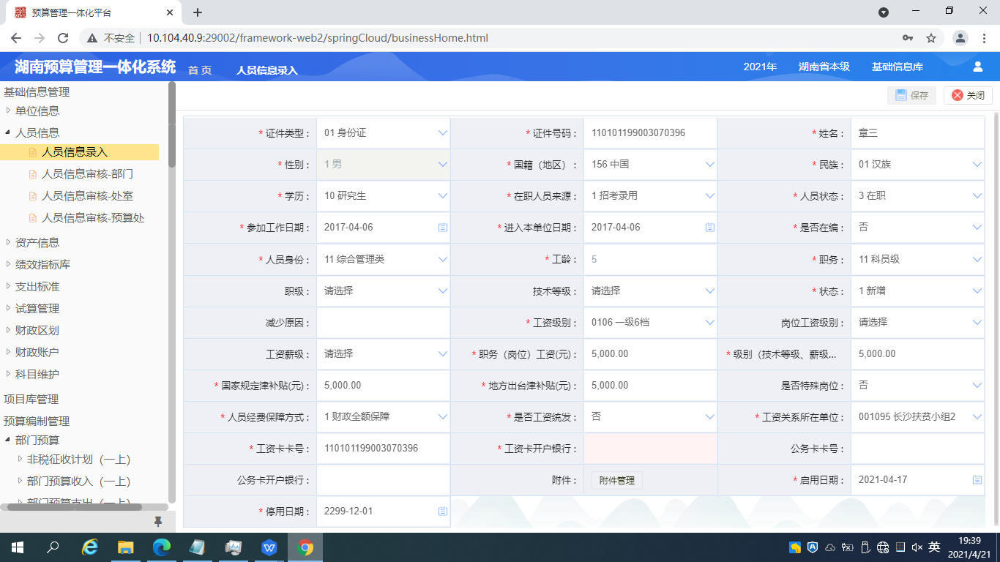 预算管理一体化平台
不安全 10.104.40.9:29002/framework-web2/springCloud/businessHome.html
湖南预算管理一体化系统 首页 人员信息录入 2021年 湖南省本级 基础信息库
保存 关闭
基础信息管理
单位信息
人员信息
人员信息录入
人员信息审核-部门
人员信息审核-处室
人员信息审核-预算处
资产信息
绩效指标库
支出标准
试算管理
财政区划
财政账户
科目维护
项目库管理
预算编制管理
部门预算
非税征收计划（一上）
部门预算收入（一上）
部门预算支出（一上）
* 证件类型： 01 身份证 * 证件号码： 110101199003070396 * 姓名： 章三
* 性别： 1 男 * 国籍（地区）： 156 中国 * 民族： 01 汉族
* 学历： 10 研究生 * 在职人员来源： 1 招考录用 * 人员状态： 3 在职
* 参加工作日期： 2017-04-06 * 进入本单位日期： 2017-04-06 * 是否在编： 否
* 人员身份： 11 综合管理类 * 工龄： 5 * 职务： 11 科员级
职级： 请选择 技术等级： 请选择 * 状态： 1 新增
减少原因： * 工资级别： 0106 一级6档 岗位工资级别： 请选择
工资薪级： 请选择 * 职务（岗位）工资(元)： 5,000.00 * 级别（技术等级、薪级... 5,000.00
* 国家规定津补贴(元)： 5,000.00 * 地方出台津补贴(元)： 5,000.00 是否特殊岗位： 否
* 人员经费保障方式： 1 财政全额保障 * 是否工资统发： 否 * 工资关系所在单位： 001095 长沙扶贫小组2
* 工资卡卡号： 110101199003070396 * 工资卡开户银行： 公务卡卡号：
公务卡开户银行： 附件： 附件管理 * 启用日期： 2021-04-17
* 停用日期： 2299-12-01
英 19:39
2021/4/21